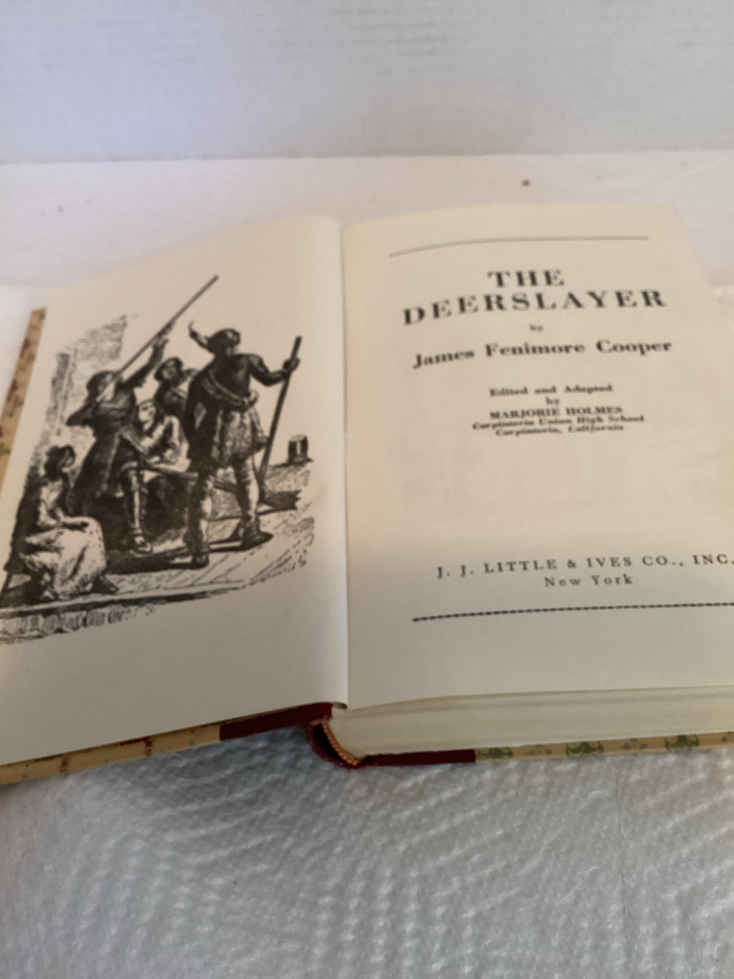 THE
DEERSLAYER
by
James Fenimore Cooper
Edited and Adapted
by
MARJORIE HOLMES
Carpinteria Union High School
Carpinteria, California
J. J. LITTLE & IVES CO., INC.
New York